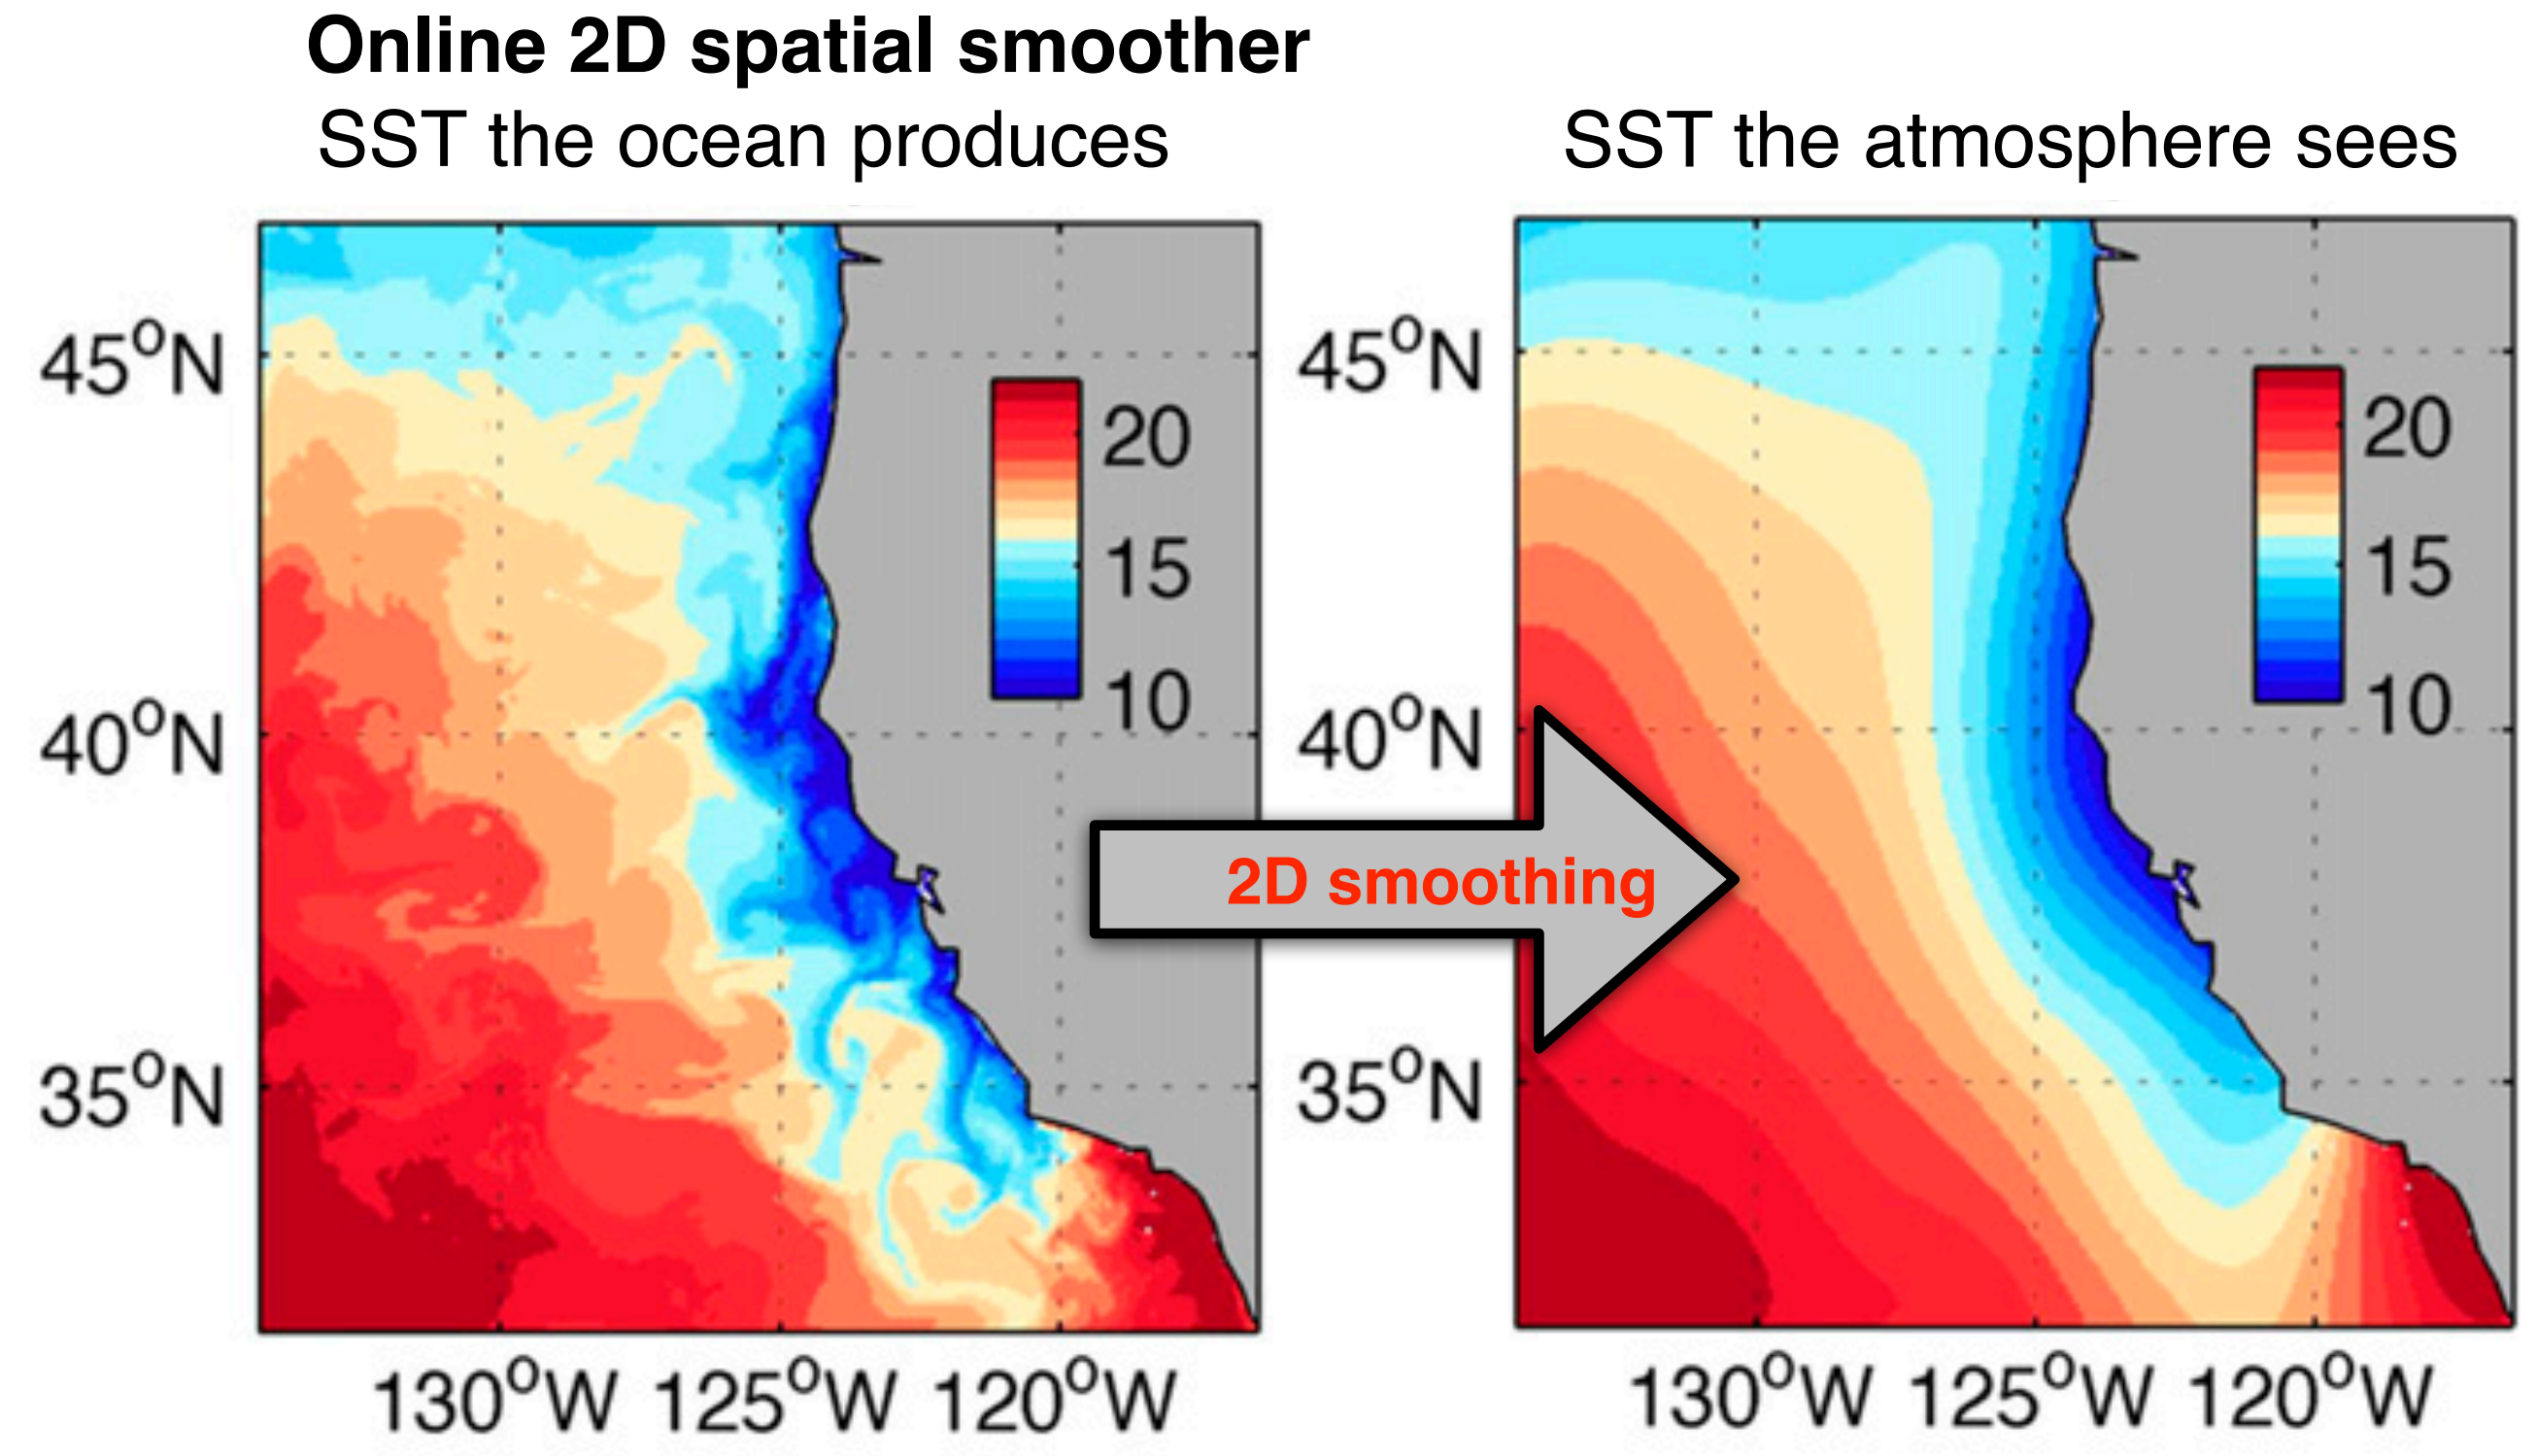 Online 2D spatial smoother
SST the ocean produces
SST the atmosphere sees
45°N
40°N
35°N
130°W 125°W 120°W
20
15
10
2D smoothing
45°N
40°N
35°N
130°W 125°W 120°W
20
15
10